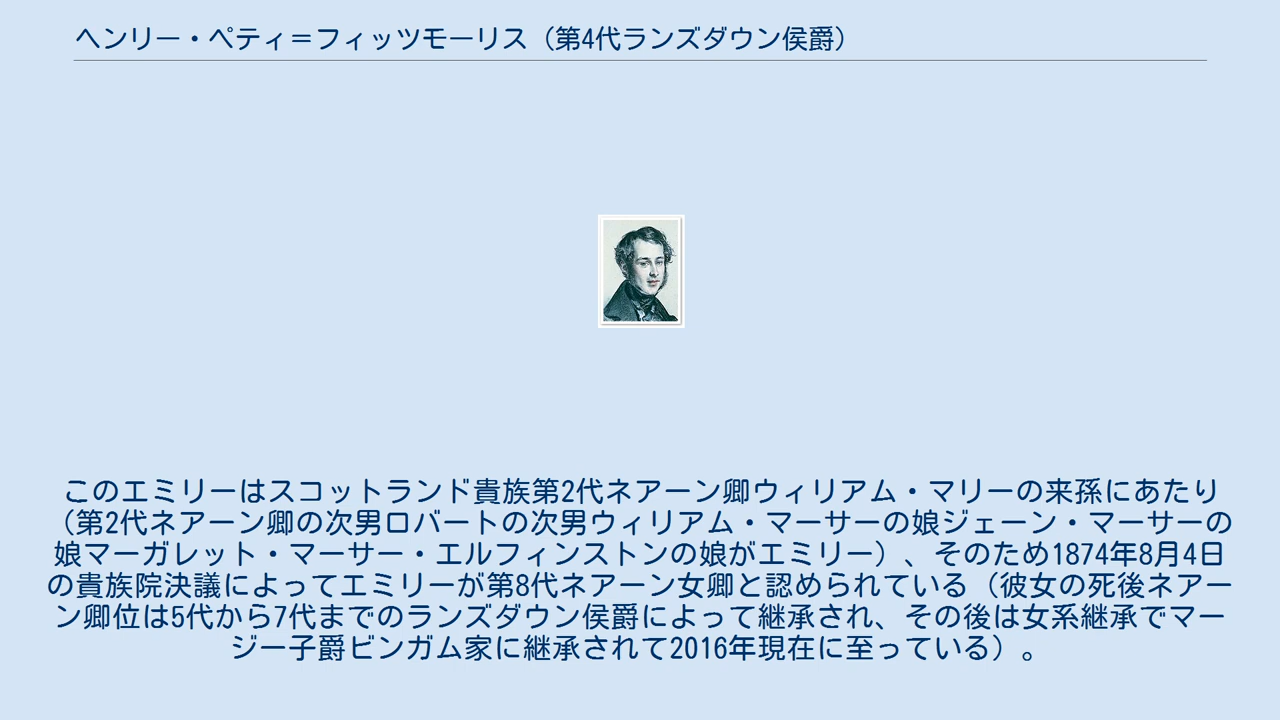 ヘンリー・ペティ＝フィッツモーリス（第4代ランズダウン侯爵）
このエミリーはスコットランド貴族第2代ネアーン卿ウィリアム・マリーの来孫にあたり
（第2代ネアーン卿の次男ロバートの次男ウィリアム・マーサーの娘ジェーン・マーサーの
娘マーガレット・マーサー・エルフィンストンの娘がエミリー）、そのため1874年8月4日
の貴族院決議によってエミリーが第8代ネアーン女卿と認められている（彼女の死後ネアー
ン卿位は5代から7代までのランズダウン侯爵によって継承され、その後は女系継承でマー
ジー子爵ビンガム家に継承されて2016年現在に至っている）。